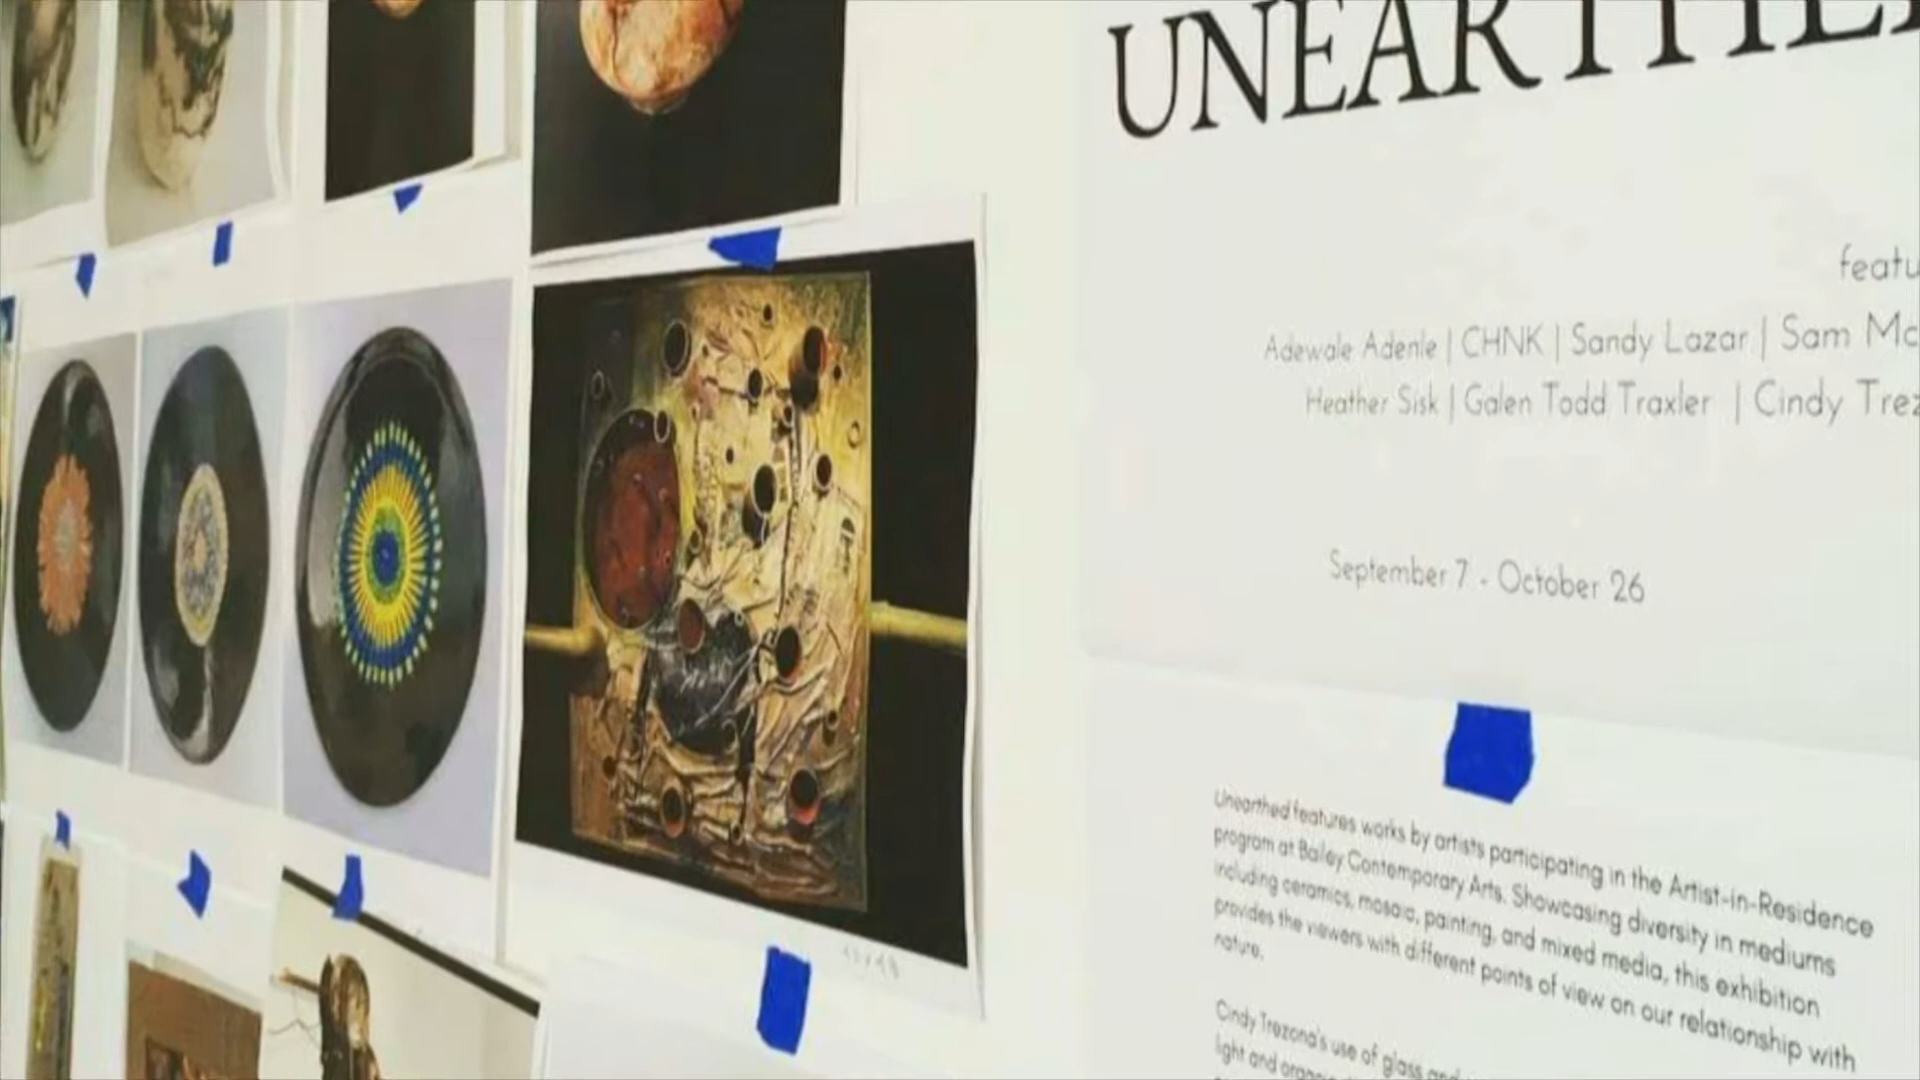 UNEARTHE
featu
Adewale Adenle | CHNK | Sandy Lazar | Sam Mc
Heather Sisk | Galen Todd Traxler | Cindy Trez
September 7 - October 26
Unearthed features works by artists participating in the Artist-in-Residence
program at Bailey Contemporary Arts. Showcasing diversity in mediums
including ceramics, mosaic, painting, and mixed media, this exhibition
provides the viewers with different points of view on our relationship with
nature.
Cindy Trezona's use of glass and
light and organic